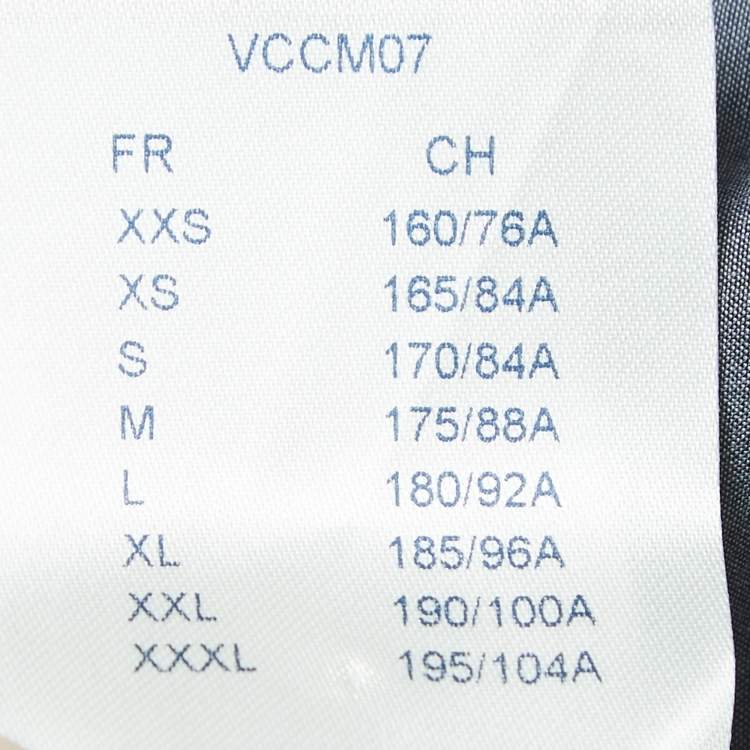 VCCM07
FR CH
XXS 160/76A
XS 165/84A
S 170/84A
M 175/88A
L 180/92A
XL 185/96A
XXL 190/100A
XXXL 195/104A